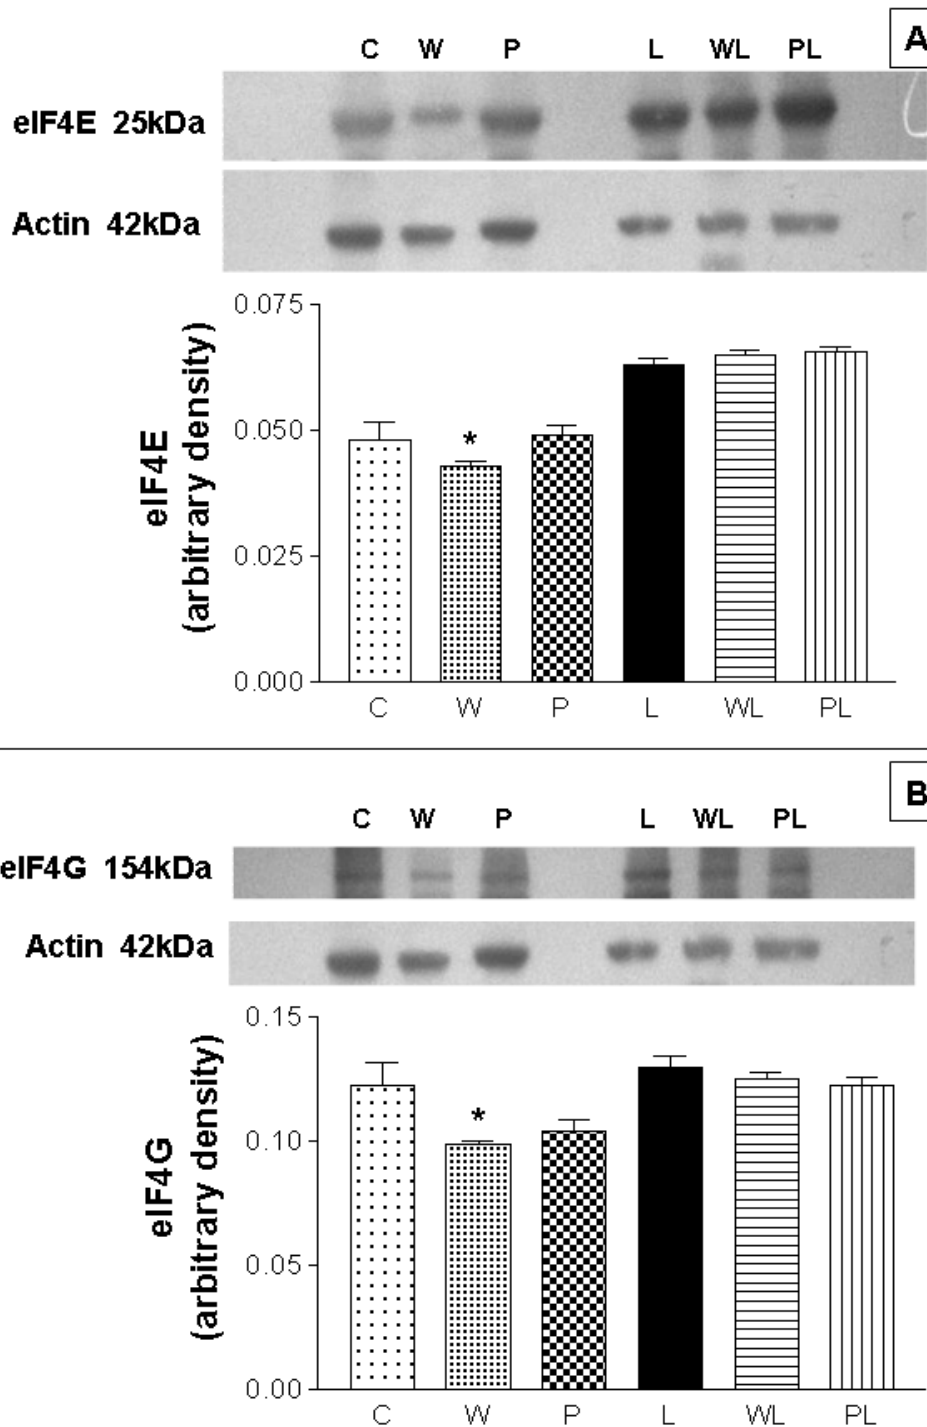 A
C W P L WL PL
eIF4E 25kDa
Actin 42kDa
0.075
0.050
0.025
0.000
eIF4E
(arbitrary density)
*
C W P L WL PL
B
C W P L WL PL
eIF4G 154kDa
Actin 42kDa
0.15
0.10
0.05
0.00
eIF4G
(arbitrary density)
*
C W P L WL PL